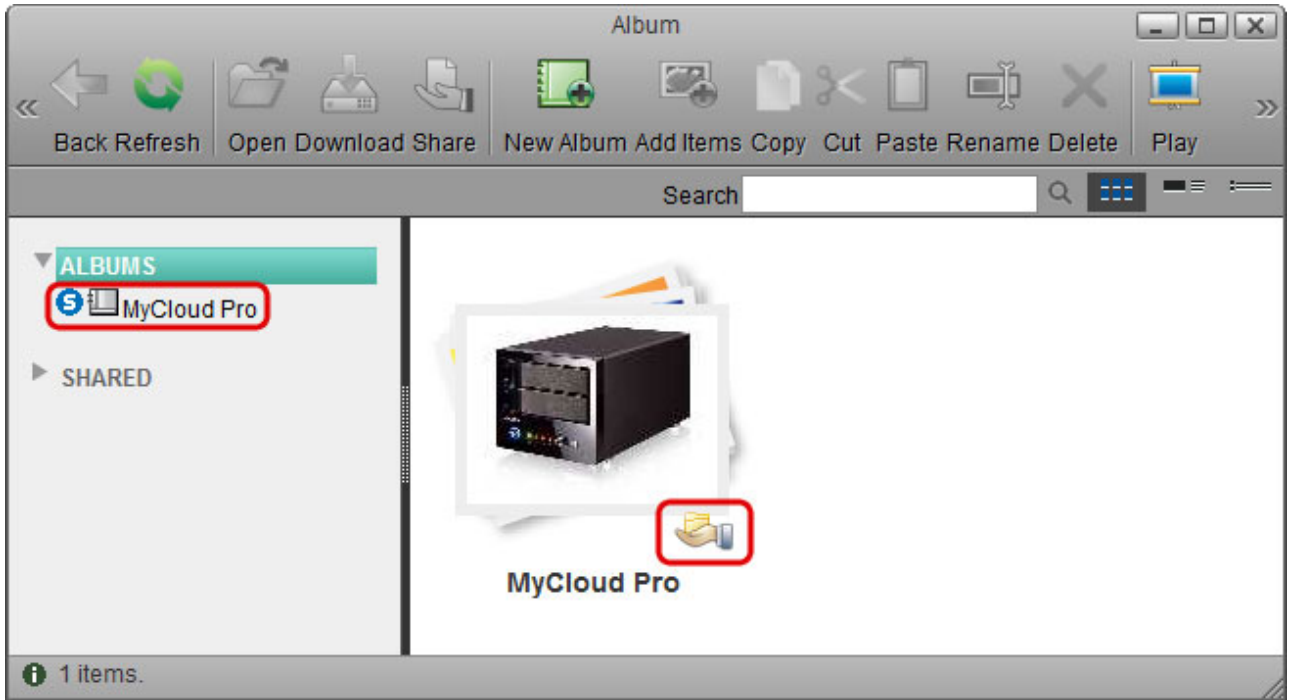 Album
Back Refresh Open Download Share New Album Add Items Copy Cut Paste Rename Delete Play
Search
ALBUMS
S MyCloud Pro
SHARED
MyCloud Pro
1 items.